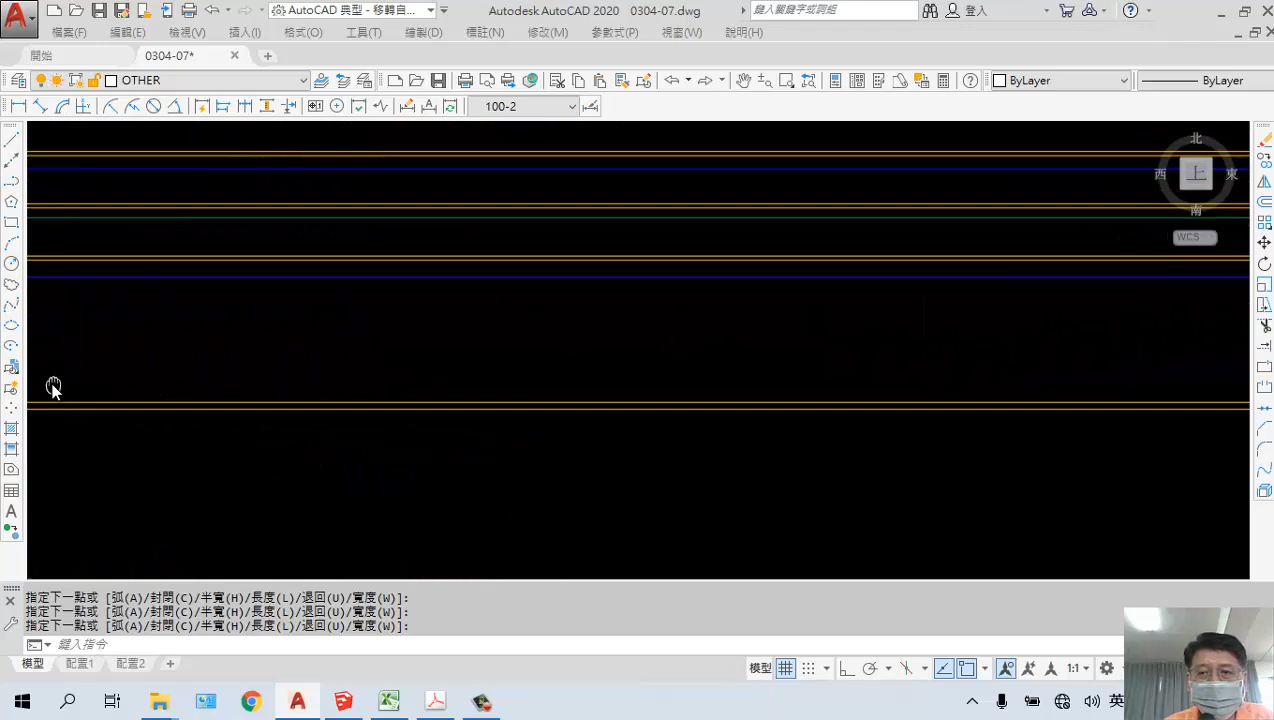 AutoCAD 典型 - 移轉自...
Autodesk AutoCAD 2020 0304-07.dwg
鍵入關鍵字或詞組
登入
檔案(F) 編輯(E) 檢視(V) 插入(I) 格式(O) 工具(T) 繪製(D) 標註(N) 修改(M) 參數式(P) 視窗(W) 說明(H)
開始 0304-07*
OTHER
ByLayer
ByLayer
100-2
北
西 上 東
南
WCS
指定下一點或 [弧(A)/封閉(C)/半寬(H)/長度(L)/退回(U)/寬度(W)]:
指定下一點或 [弧(A)/封閉(C)/半寬(H)/長度(L)/退回(U)/寬度(W)]:
指定下一點或 [弧(A)/封閉(C)/半寬(H)/長度(L)/退回(U)/寬度(W)]:
鍵入指令
模型 配置1 配置2
模型 1:1
英